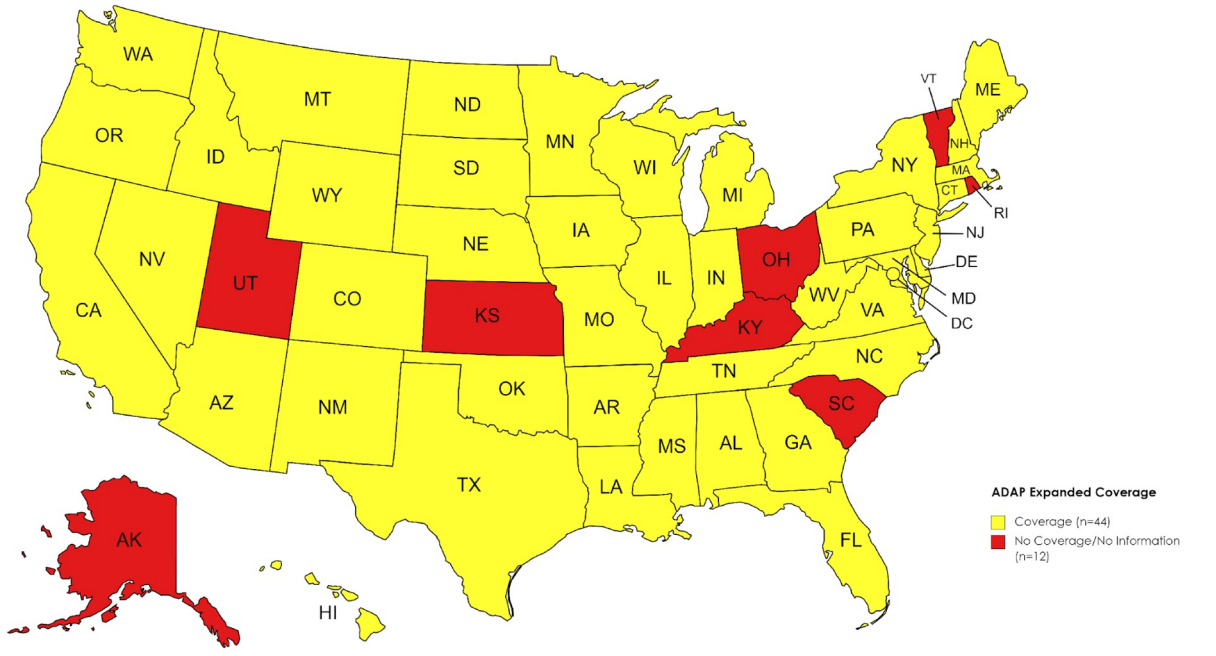 WA
MT
ND
MN
OR
ID
SD
WI
MI
WY
NE
IA
NV
UT
CO
KS
MO
IL
IN
OH
CA
AZ
NM
OK
AR
TX
LA
MS
AL
GA
FL
TN
KY
WV
VA
NC
SC
PA
NY
VT
NH
ME
MA
CT
RI
NJ
DE
MD
DC
AK
HI
ADAP Expanded Coverage
Coverage (n=44)
No Coverage/No Information
(n=12)